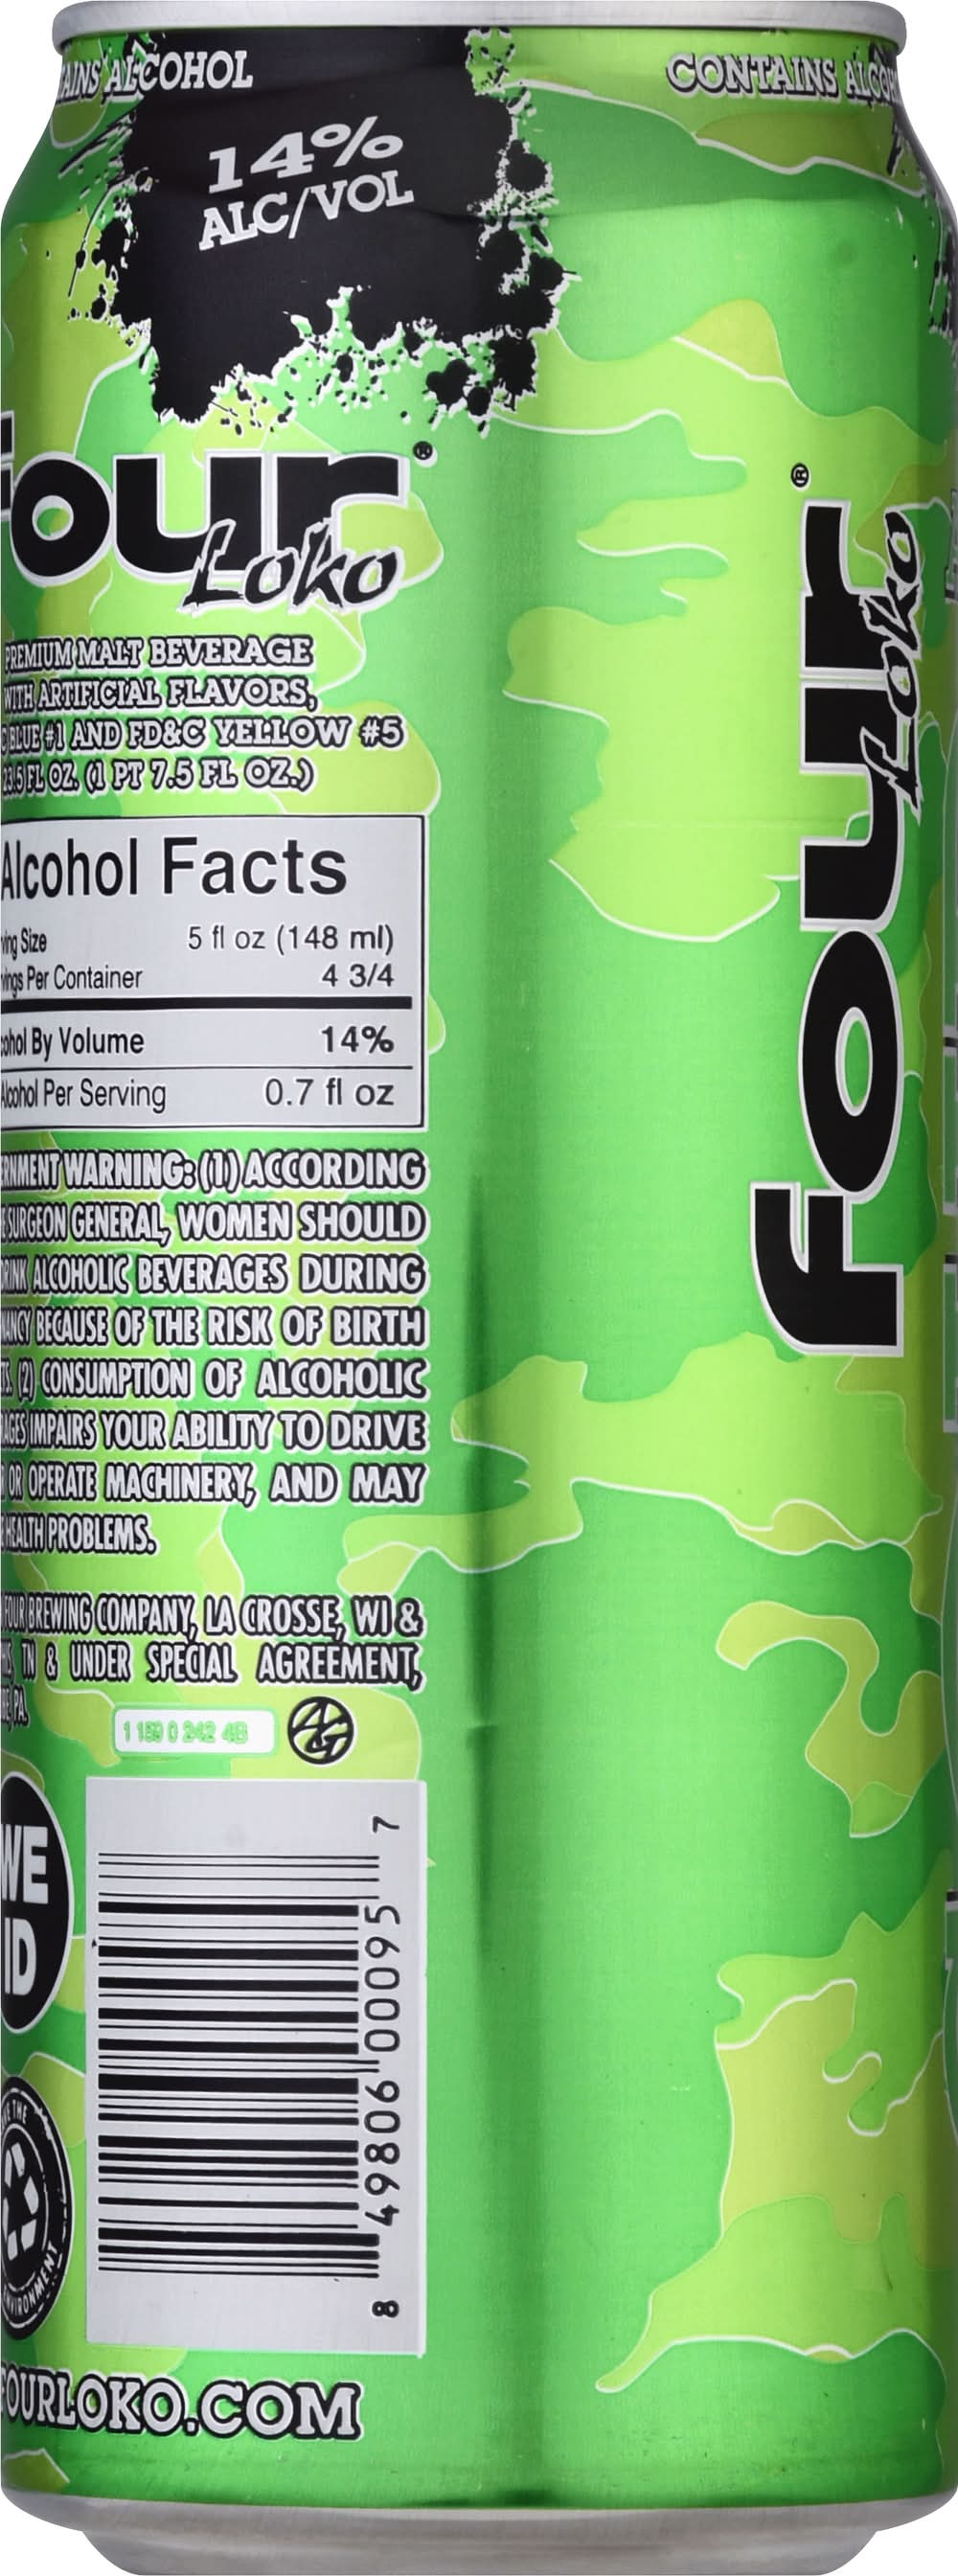 CONTAINS ALCOHOL
14%
ALC/VOL
four®
Loko
PREMIUM MALT BEVERAGE
WITH ARTIFICIAL FLAVORS,
BLUE #1 AND FD&C YELLOW #5
23.5 FL OZ. (1 PT 7.5 FL OZ.)
Alcohol Facts
Size 5 fl oz (148 ml)
Per Container 4 3/4
By Volume 14%
Alcohol Per Serving 0.7 fl oz
WARNING: (1) ACCORDING
SURGEON GENERAL, WOMEN SHOULD
ALCOHOLIC BEVERAGES DURING
BECAUSE OF THE RISK OF BIRTH
(2) CONSUMPTION OF ALCOHOLIC
IMPAIRS YOUR ABILITY TO DRIVE
OR OPERATE MACHINERY, AND MAY
HEALTH PROBLEMS.
FOUR BREWING COMPANY, LA CROSSE, WI &
TN & UNDER SPECIAL AGREEMENT,
PA.
1 159 0 242 4B
WE
ID
THE
ENVIRONMENT
8 49806 00095 7
FOURLOKO.COM
CONTAINS
four®
Loko